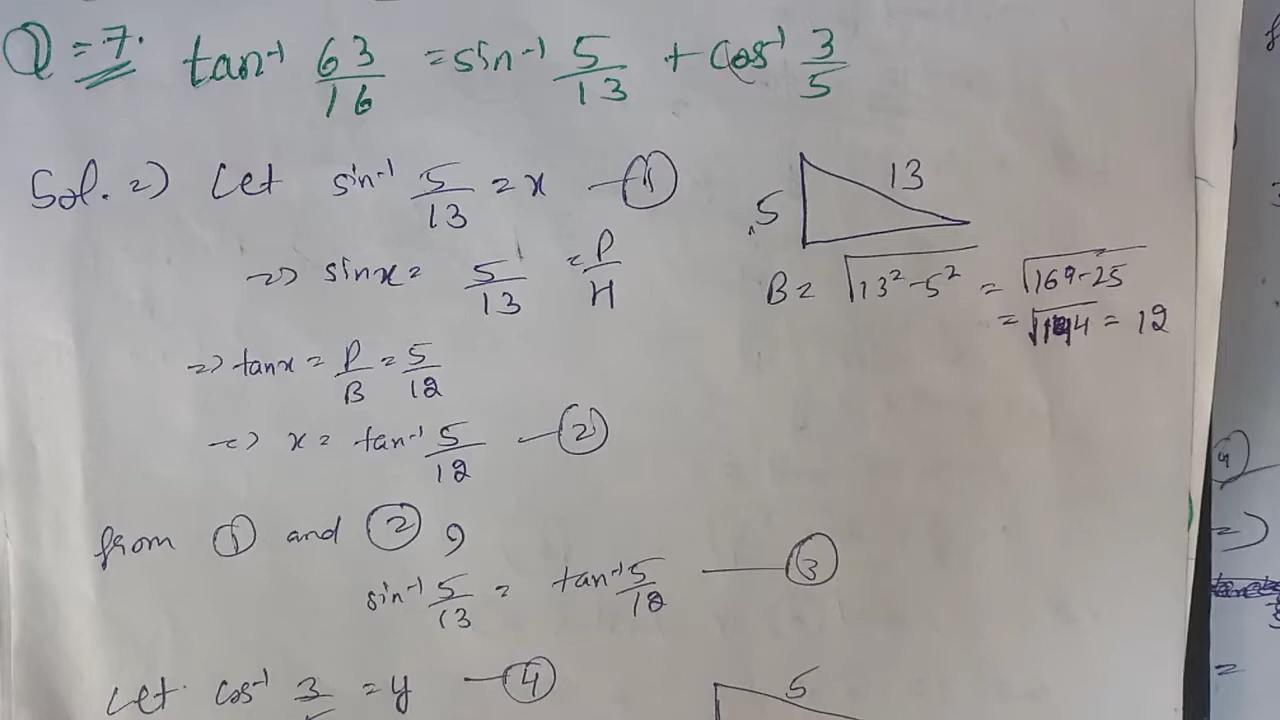 Q=7. tan⁻¹ 63/16 = sin⁻¹ 5/13 + cos⁻¹ 3/5
Sol. => Let sin⁻¹ 5/13 = x —①
=> sinx = 5/13 = P/H
=> tanx = P/B = 5/12
=> x = tan⁻¹ 5/12 —②
from ① and ② ,
sin⁻¹ 5/13 = tan⁻¹ 5/12 —③
Let cos⁻¹ 3/5 = y —④
5
13
B = √13²-5² = √169-25
= √144 = 12
5
④
=>
=